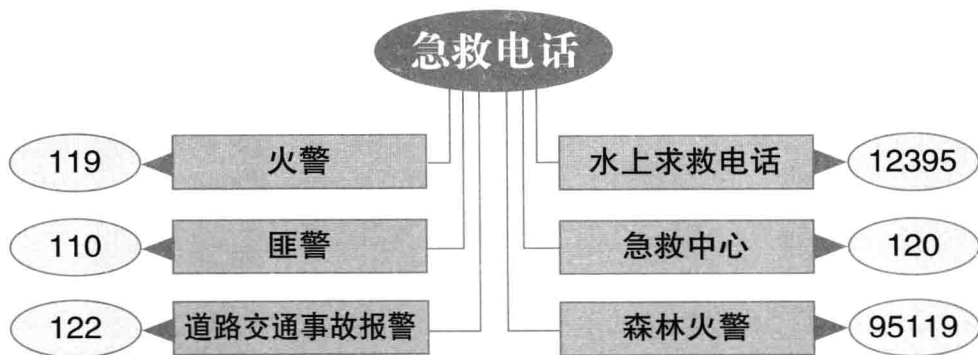 急救电话
119
火警
水上求救电话
12395
110
匪警
急救中心
120
122
道路交通事故报警
森林火警
95119